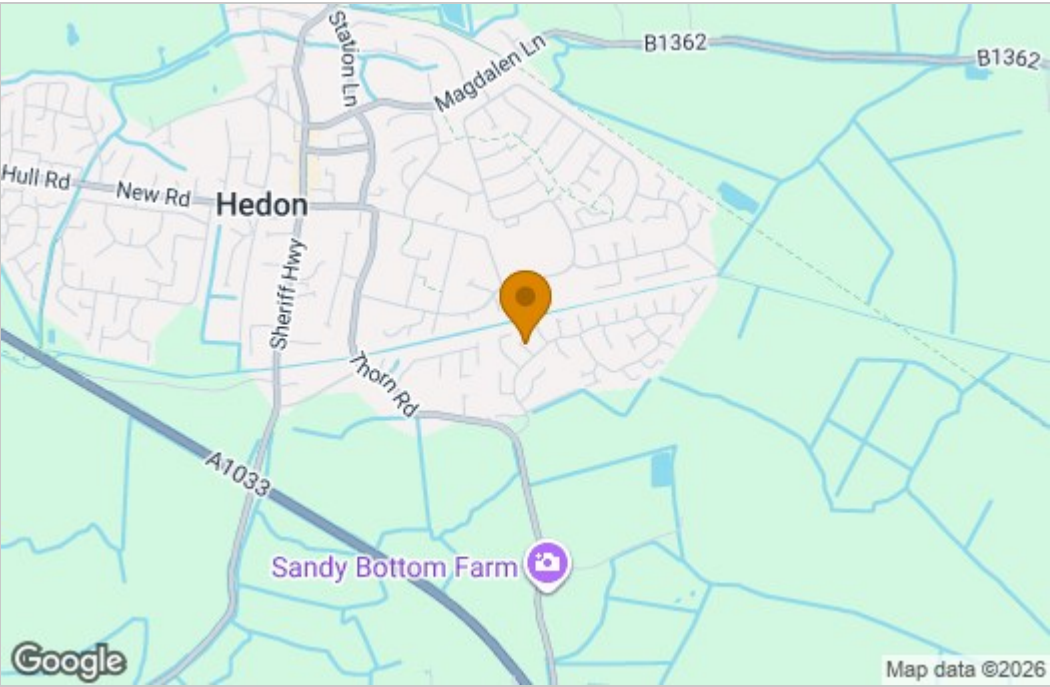 Station Ln
Magdalen Ln
B1362
B1362
Hull Rd
New Rd
Hedon
Sheriff Hwy
Thorn Rd
A1033
Sandy Bottom Farm
Google
Map data ©2026